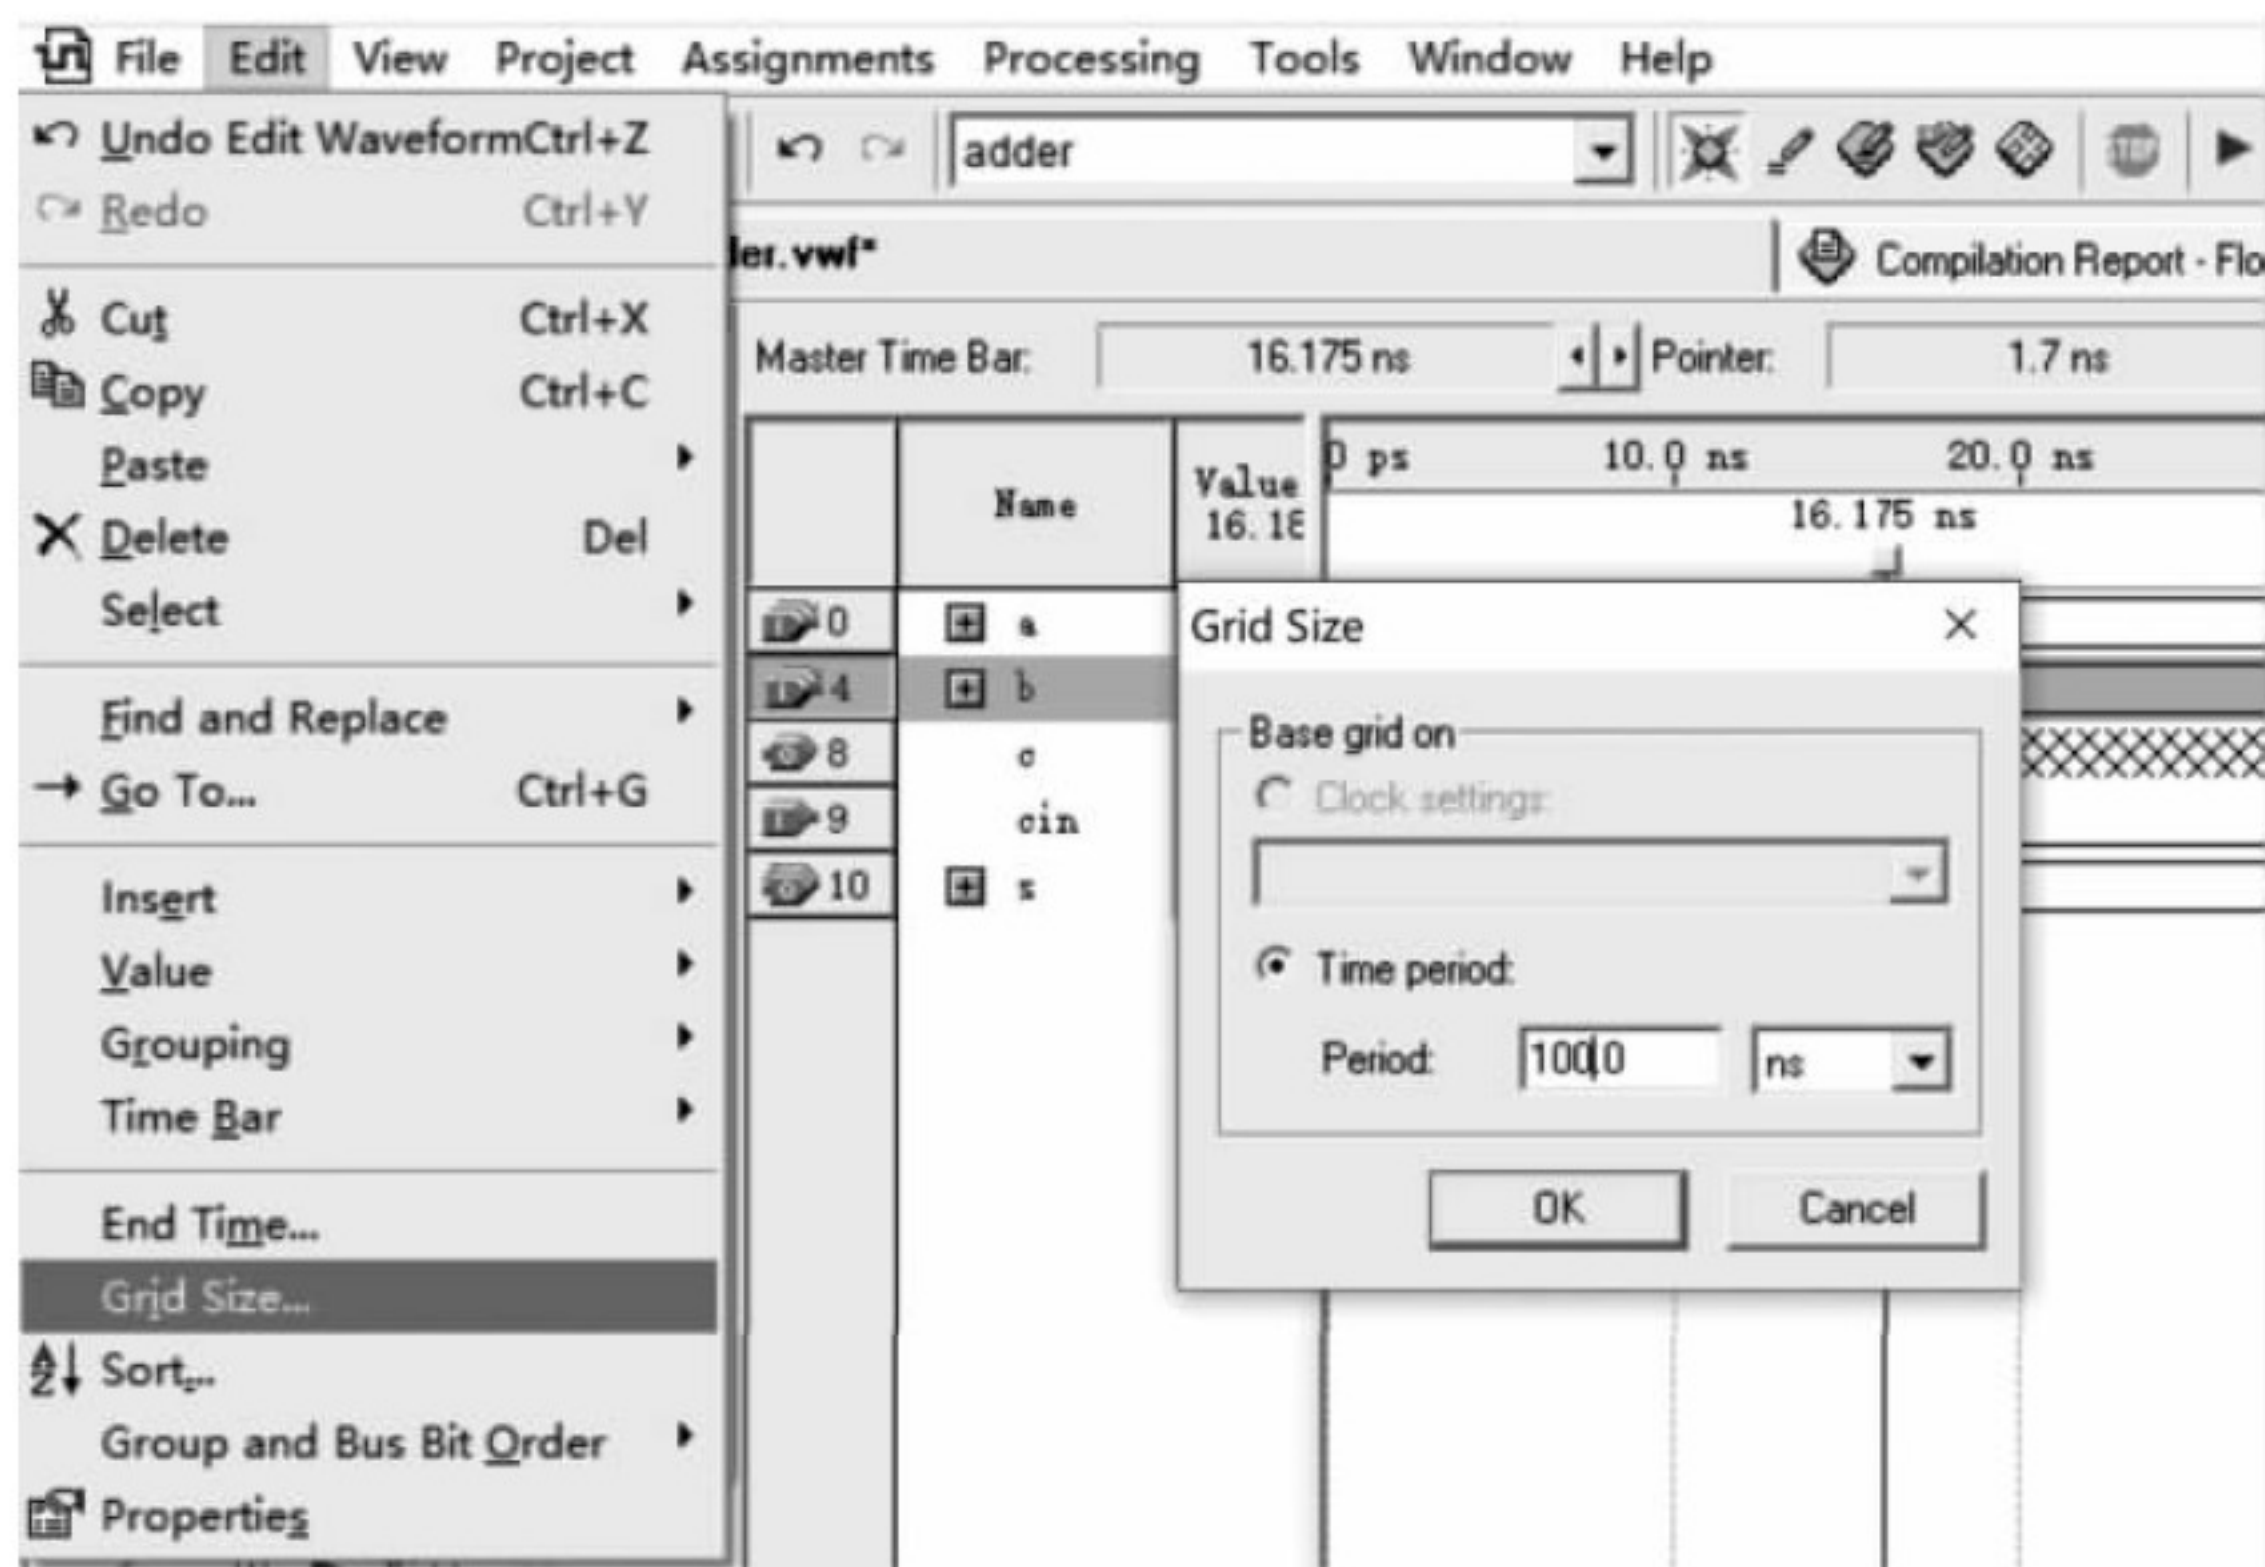 File Edit View Project Assignments Processing Tools Window Help
Undo Edit WaveformCtrl+Z
Redo Ctrl+Y
Cut Ctrl+X
Copy Ctrl+C
Paste
Delete Del
Select
Find and Replace
Go To... Ctrl+G
Insert
Value
Grouping
Time Bar
End Time...
Grid Size...
Sort...
Group and Bus Bit Order
Properties
adder
der.vwf*
Compilation Report - Flo
Master Time Bar: 16.175 ns Pointer: 1.7 ns
Name
Value
16.18
0 ps 10.0 ns 20.0 ns
16.175 ns
0 a
4 b
8 c
9 cin
10 s
Grid Size
Base grid on
Clock settings:
Time period:
Period: 100.0 ns
OK Cancel